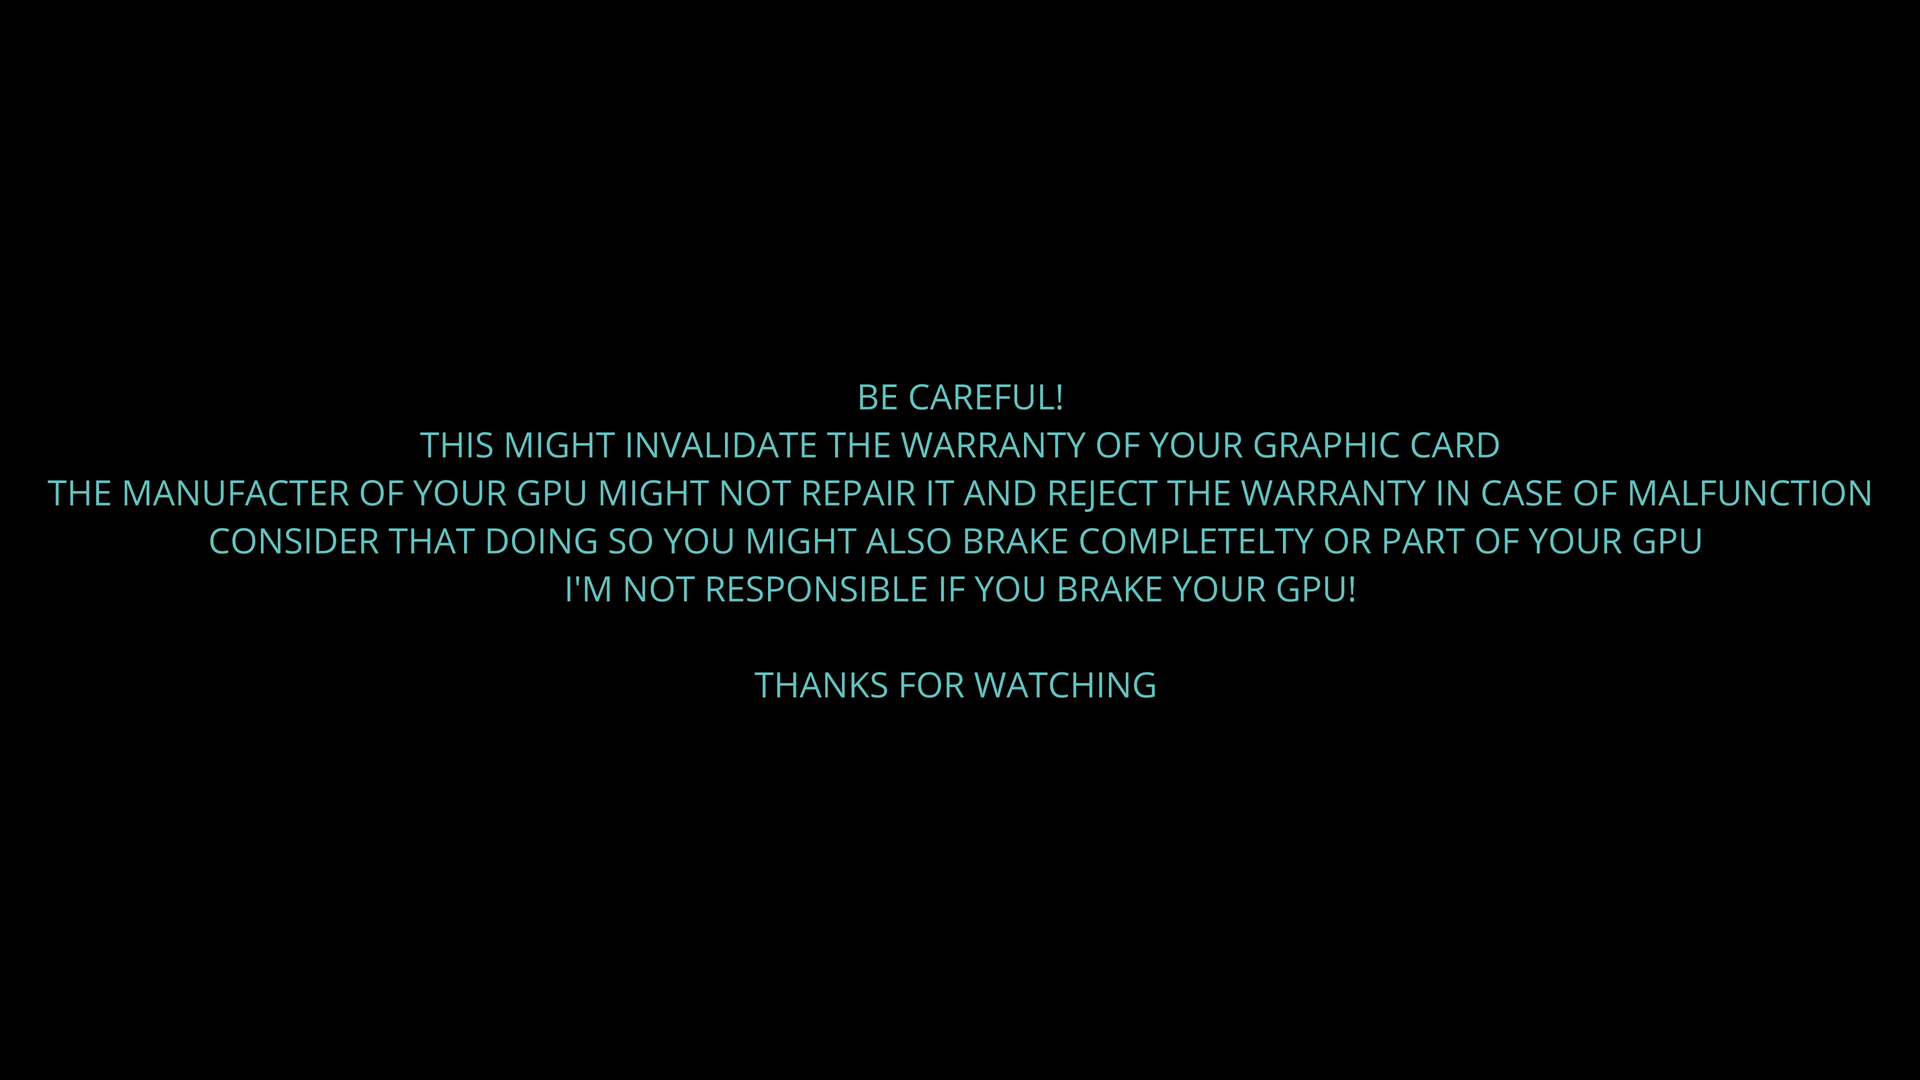 BE CAREFUL!
THIS MIGHT INVALIDATE THE WARRANTY OF YOUR GRAPHIC CARD
THE MANUFACTER OF YOUR GPU MIGHT NOT REPAIR IT AND REJECT THE WARRANTY IN CASE OF MALFUNCTION
CONSIDER THAT DOING SO YOU MIGHT ALSO BRAKE COMPLETELTY OR PART OF YOUR GPU
I'M NOT RESPONSIBLE IF YOU BRAKE YOUR GPU!
THANKS FOR WATCHING